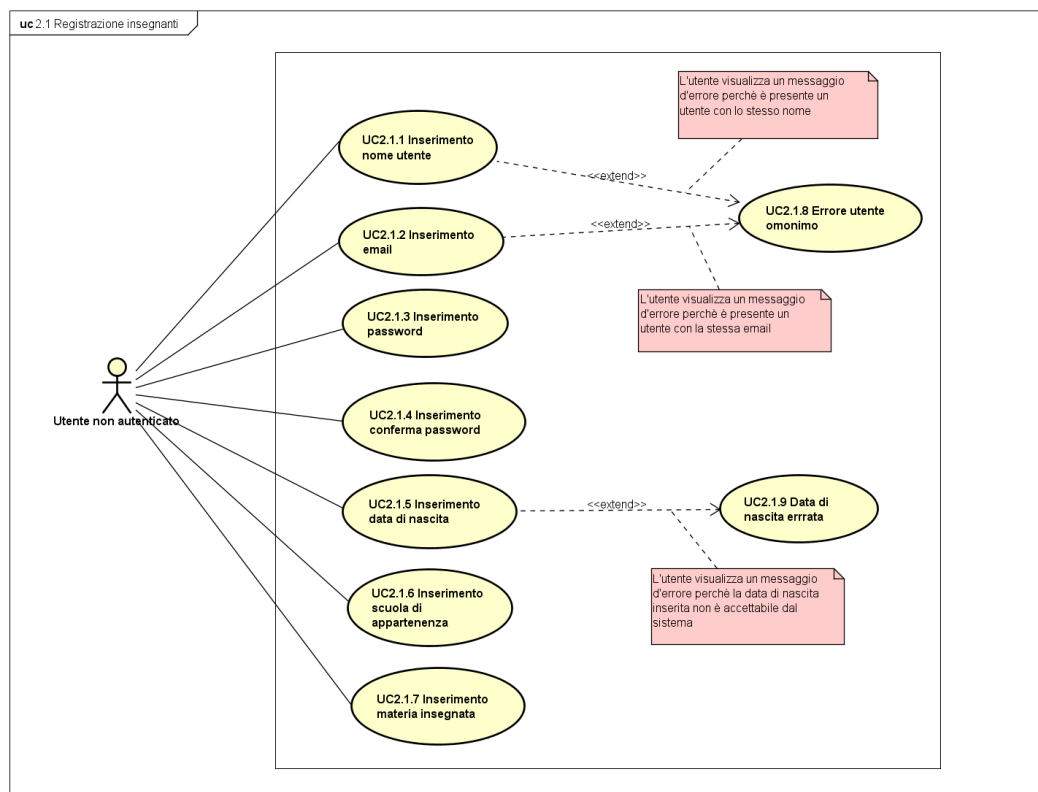 uc 2.1 Registrazione insegnanti
L'utente visualizza un messaggio
d'errore perchè è presente un
utente con lo stesso nome
UC2.1.1 Inserimento
nome utente
<<extend>>
UC2.1.8 Errore utente
omonimo
UC2.1.2 Inserimento
email
<<extend>>
L'utente visualizza un messaggio
d'errore perchè è presente un
utente con la stessa email
UC2.1.3 Inserimento
password
Utente non autenticato
UC2.1.4 Inserimento
conferma password
UC2.1.5 Inserimento
data di nascita
<<extend>>
UC2.1.9 Data di
nascita errrata
L'utente visualizza un messaggio
d'errore perchè la data di nascita
inserita non è accettabile dal
sistema
UC2.1.6 Inserimento
scuola di
appartenenza
UC2.1.7 Inserimento
materia insegnata